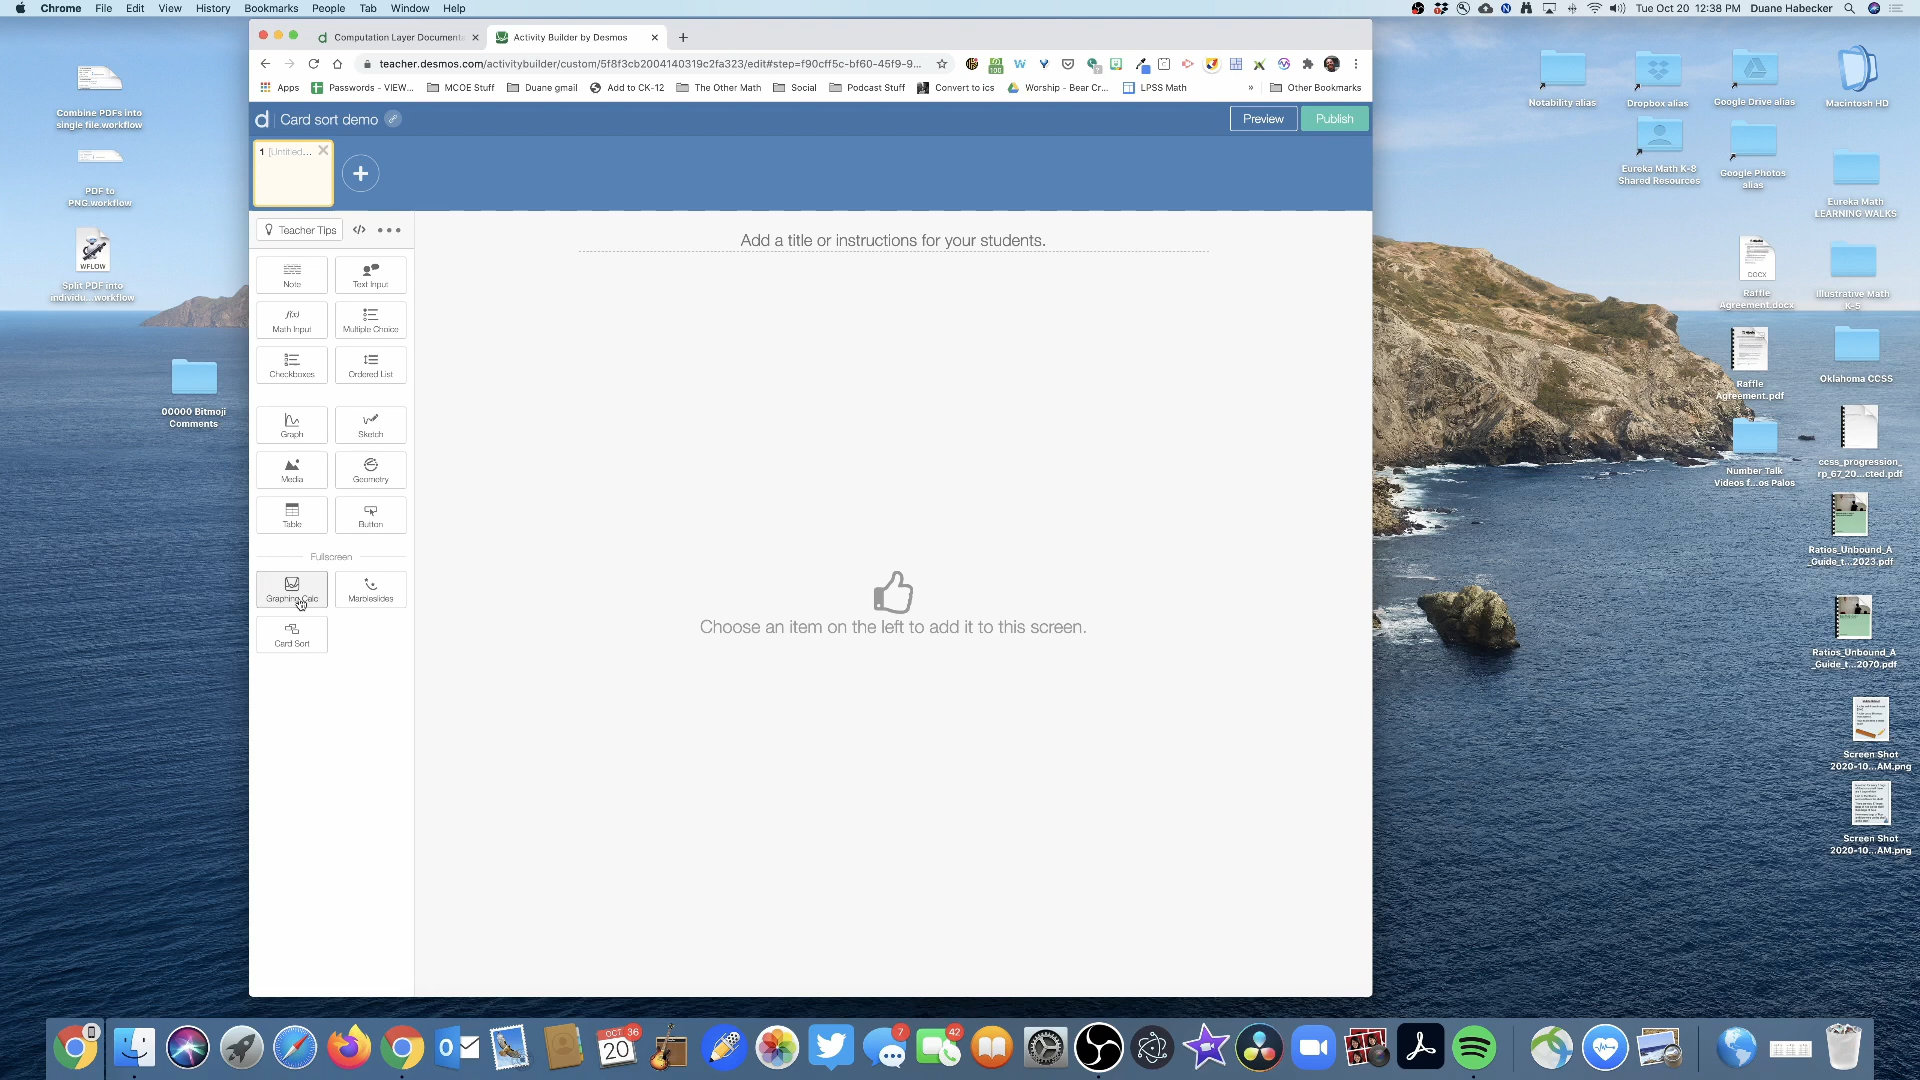 Chrome File Edit View History Bookmarks People Tab Window Help
Tue Oct 20 12:38 PM Duane Habecker
Computation Layer Documenta
Activity Builder by Desmos
teacher.desmos.com/activitybuilder/custom/5f8f3cb2004140319c2fa323/edit#step=f90cff5c-bf60-45f9-9...
Apps Passwords - VIEW... MCOE Stuff Duane gmail Add to CK-12 The Other Math Social Podcast Stuff Convert to ics Worship - Bear Cr... LPSS Math » Other Bookmarks
d Card sort demo
Preview Publish
1 [Untitled...
Teacher Tips
Add a title or instructions for your students.
Note Text Input
f(x)
Math Input Multiple Choice
Checkboxes Ordered List
Graph Sketch
Media Geometry
Table Button
Fullscreen
Graphing Calc Marbleslides
Card Sort
Choose an item on the left to add it to this screen.
Combine PDFs into
single file.workflow
PDF to
PNG.workflow
WFLOW
Split PDF into
individu...workflow
00000 Bitmoji
Comments
Notability alias
Dropbox alias
Google Drive alias
Macintosh HD
Eureka Math K-8
Shared Resources
Google Photos
alias
Eureka Math
LEARNING WALKS
DOCX
Raffle
Agreement.docx
Illustrative Math
K-5
Raffle
Agreement.pdf
Oklahoma CCSS
Number Talk
Videos f...os Palos
ccss_progression_
rp_67_20...cted.pdf
Ratios_Unbound_A
_Guide_t...2023.pdf
Ratios_Unbound_A
_Guide_t...2070.pdf
Screen Shot
2020-10...AM.png
Screen Shot
2020-10...AM.png
OCT 36
20
7
42